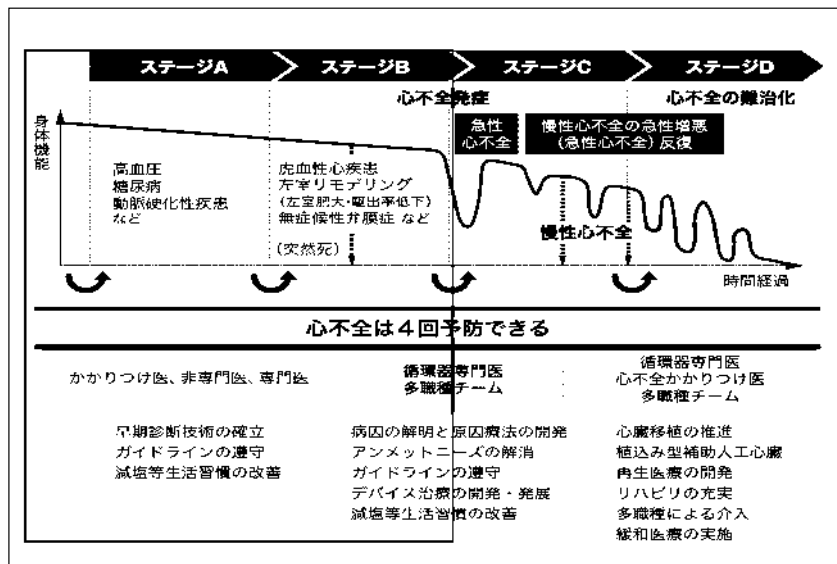 ステージA
ステージB
ステージC
ステージD
心不全発症
心不全の難治化
身体機能
急性
心不全
慢性心不全の急性増悪
(急性心不全) 反復
高血圧
糖尿病
動脈硬化性疾患
など
虚血性心疾患
左室リモデリング
(左室肥大・駆出率低下)
無症候性弁膜症 など
(突然死)
慢性心不全
時間経過
心不全は4回予防できる
かかりつけ医、非専門医、専門医
循環器専門医
多職種チーム
循環器専門医
心不全かかりつけ医
多職種チーム
早期診断技術の確立
ガイドラインの遵守
減塩等生活習慣の改善
病因の解明と原因療法の開発
アンメットニーズの解消
ガイドラインの遵守
デバイス治療の開発・発展
減塩等生活習慣の改善
心臓移植の推進
植込み型補助人工心臓
再生医療の開発
リハビリの充実
多職種による介入
緩和医療の実施